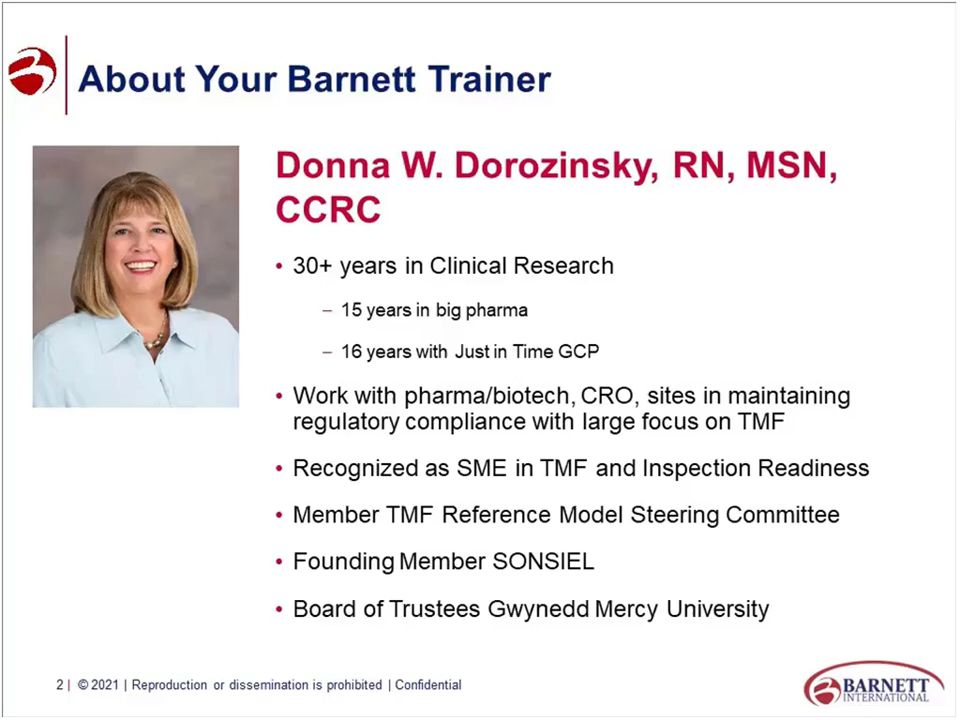 About Your Barnett Trainer
Donna W. Dorozinsky, RN, MSN,
CCRC
• 30+ years in Clinical Research
– 15 years in big pharma
– 16 years with Just in Time GCP
• Work with pharma/biotech, CRO, sites in maintaining
regulatory compliance with large focus on TMF
• Recognized as SME in TMF and Inspection Readiness
• Member TMF Reference Model Steering Committee
• Founding Member SONSIEL
• Board of Trustees Gwynedd Mercy University
2 | © 2021 | Reproduction or dissemination is prohibited | Confidential
BARNETT
INTERNATIONAL